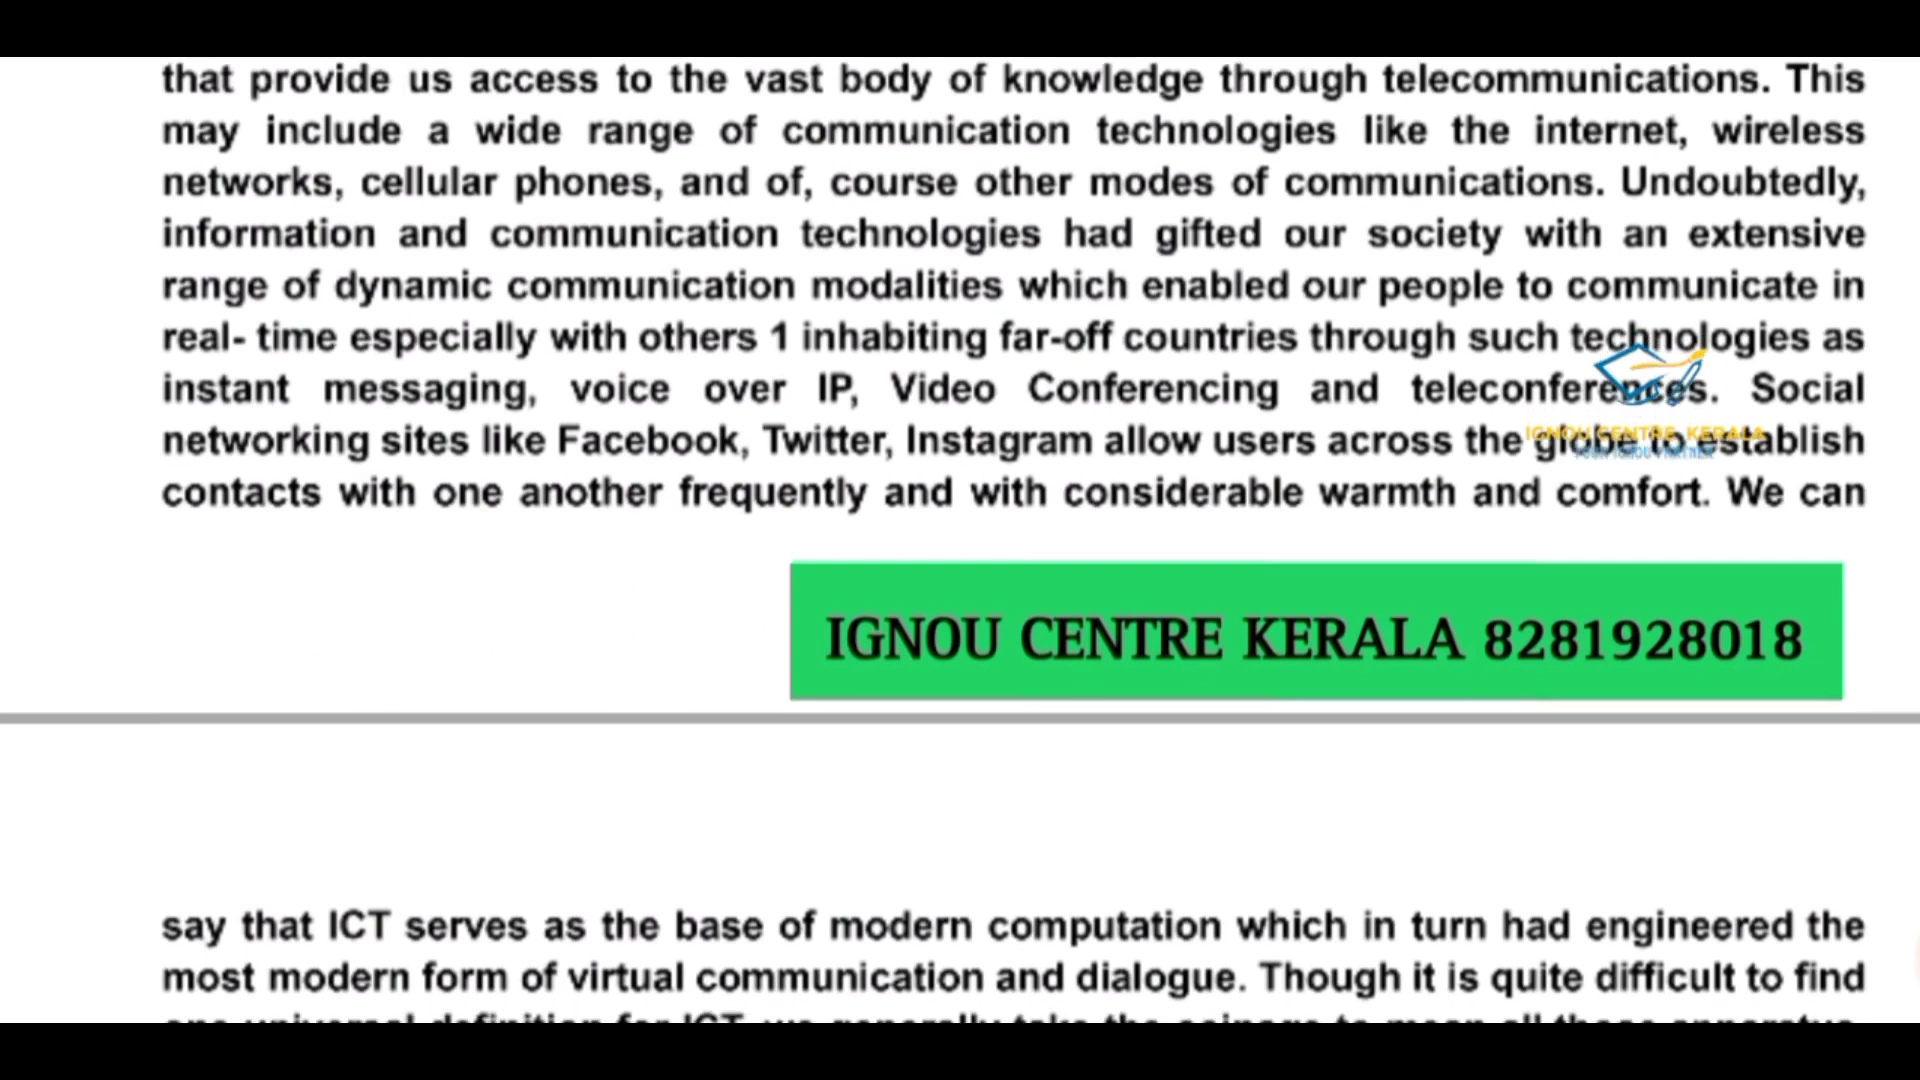 that provide us access to the vast body of knowledge through telecommunications. This
may include a wide range of communication technologies like the internet, wireless
networks, cellular phones, and of, course other modes of communications. Undoubtedly,
information and communication technologies had gifted our society with an extensive
range of dynamic communication modalities which enabled our people to communicate in
real- time especially with others 1 inhabiting far-off countries through such technologies as
instant messaging, voice over IP, Video Conferencing and teleconferences. Social
networking sites like Facebook, Twitter, Instagram allow users across the globe to establish
IGNOU CENTRE KERALA
YOUR IGNOU PARTNER
contacts with one another frequently and with considerable warmth and comfort. We can
IGNOU CENTRE KERALA 8281928018
say that ICT serves as the base of modern computation which in turn had engineered the
most modern form of virtual communication and dialogue. Though it is quite difficult to find